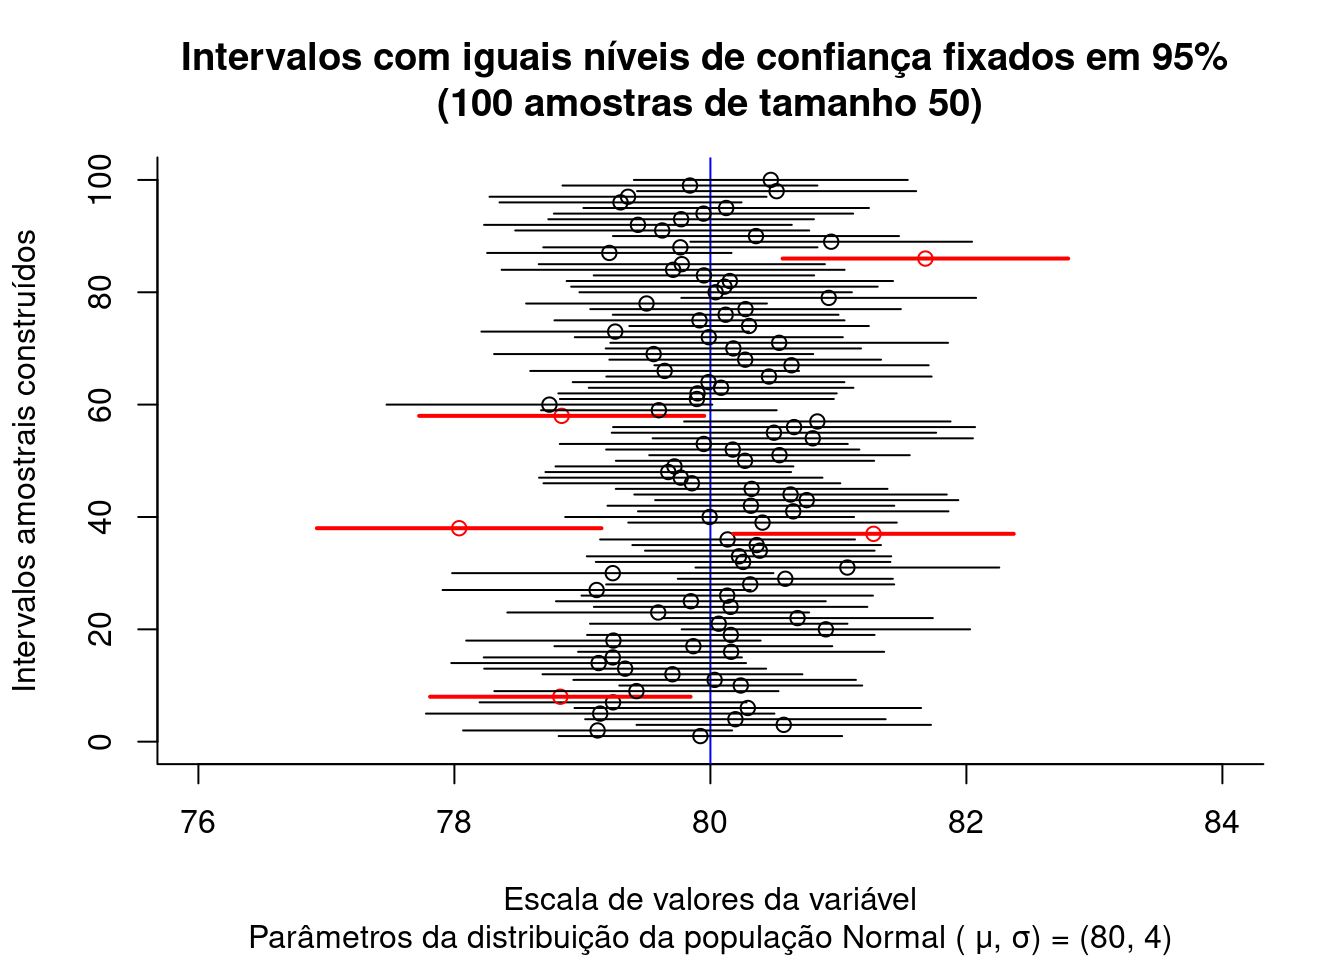 Intervalos com iguais níveis de confiança fixados em 95%
(100 amostras de tamanho 50)
Intervalos amostrais construídos
100
80
60
40
20
0
76 78 80 82 84
Escala de valores da variável
Parâmetros da distribuição da população Normal ( μ, σ) = (80, 4)